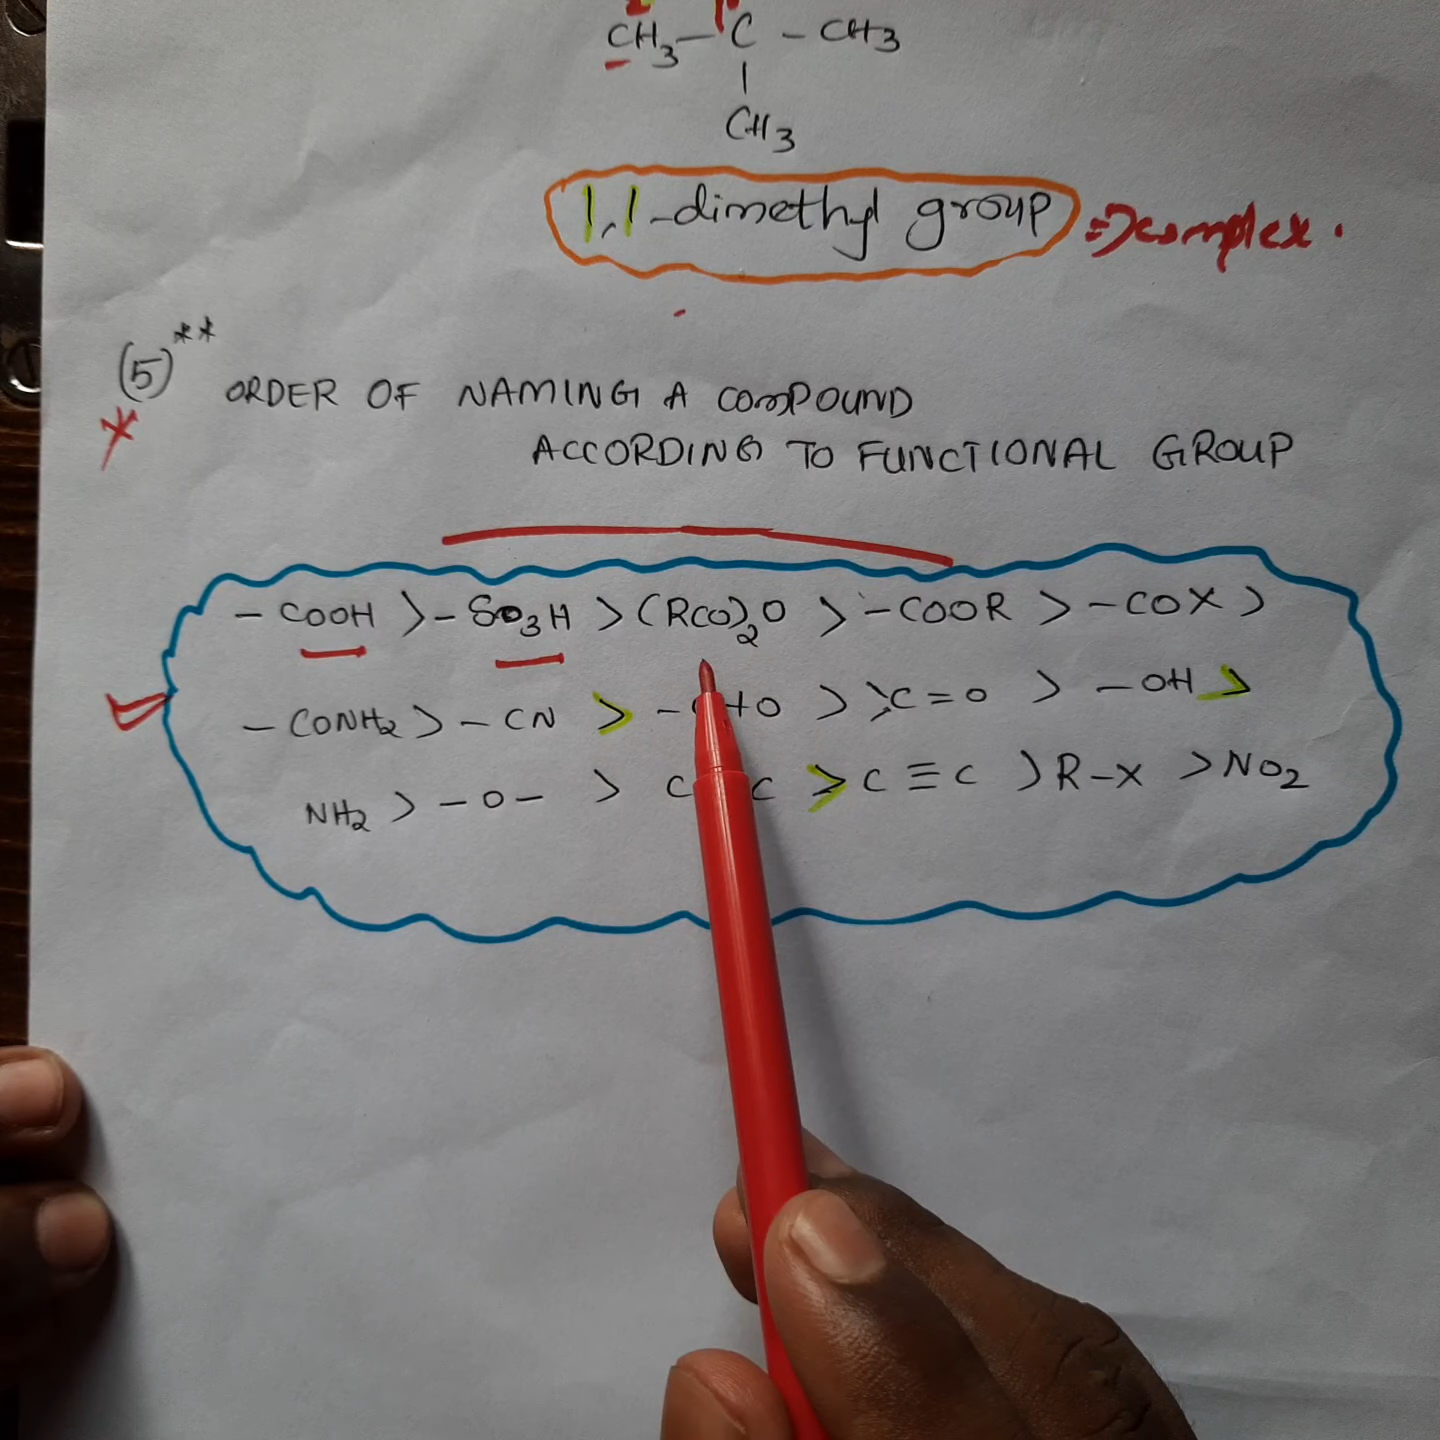 CH3 - C - CH3
|
CH3
1,1-dimethyl group ⇒ complex.
(5)**
ORDER OF NAMING A COMPOUND
ACCORDING TO FUNCTIONAL GROUP
- COOH > - SO3H > (RCO)2O > - COOR > - COX >
- CONH2 > - CN > - CHO > >C=O > - OH >
NH2 > - O - > C C > C≡C > R-X > NO2